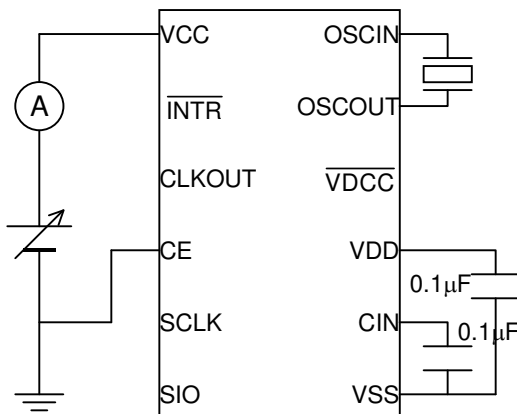 VCC OSCIN
A
INTR OSCOUT
CLKOUT VDCC
CE VDD
0.1μF
SCLK CIN
0.1μF
SIO VSS